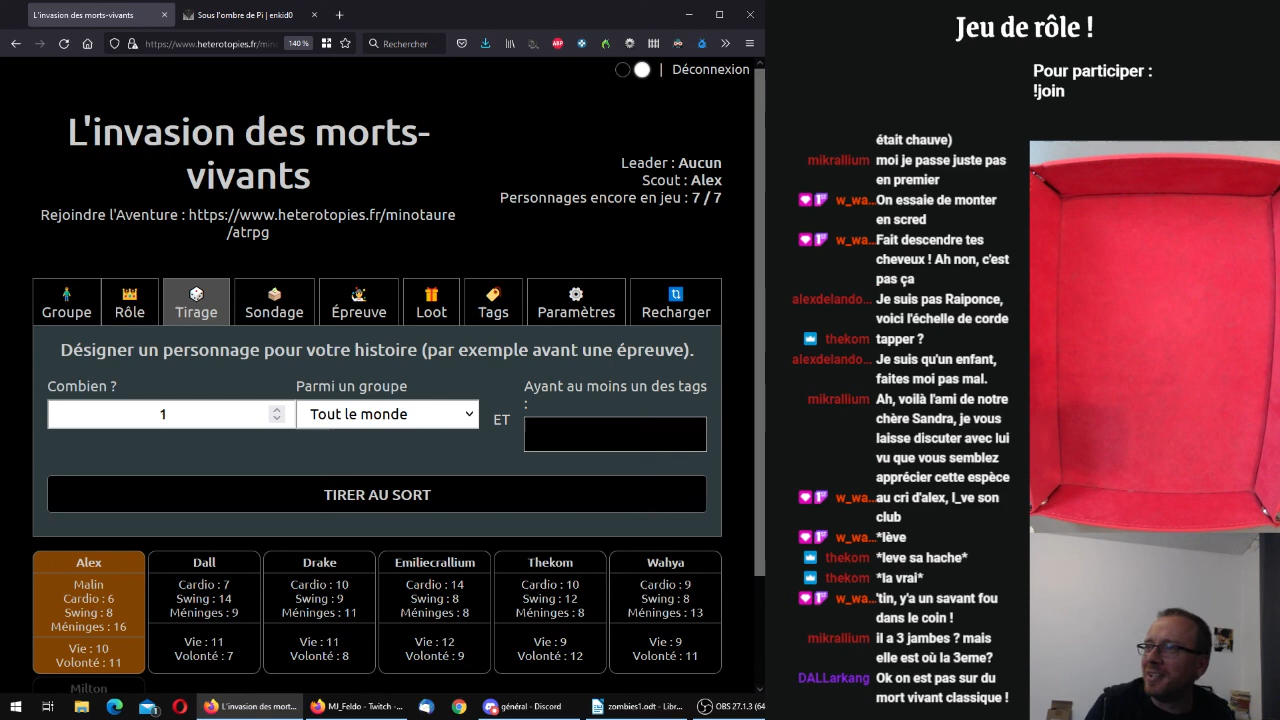 L'invasion des morts-vivants
Sous l'ombre de Pi | enkid0
https://www.heterotopies.fr/mino
140 %
Rechercher
ABP
| Déconnexion
L'invasion des morts-
vivants
Rejoindre l'Aventure : https://www.heterotopies.fr/minotaure
/atrpg
Leader : Aucun
Scout : Alex
Personnages encore en jeu : 7 / 7
Groupe
Rôle
Tirage
Sondage
Épreuve
Loot
Tags
Paramètres
Recharger
Désigner un personnage pour votre histoire (par exemple avant une épreuve).
Combien ?
1
Parmi un groupe
Tout le monde
ET
Ayant au moins un des tags
:
TIRER AU SORT
Alex
Malin
Cardio : 6
Swing : 8
Méninges : 16
Vie : 10
Volonté : 11
Dall
Cardio : 7
Swing : 14
Méninges : 9
Vie : 11
Volonté : 7
Drake
Cardio : 10
Swing : 9
Méninges : 11
Vie : 11
Volonté : 8
Emiliecrallium
Cardio : 14
Swing : 8
Méninges : 8
Vie : 12
Volonté : 9
Thekom
Cardio : 10
Swing : 12
Méninges : 8
Vie : 9
Volonté : 12
Wahya
Cardio : 9
Swing : 8
Méninges : 13
Vie : 9
Volonté : 11
Milton
L'invasion des mort...
MJ_Feldo - Twitch -...
général - Discord
zombies1.odt - Libr...
OBS 27.1.3 (64
Jeu de rôle !
Pour participer :
!join
était chauve)
mikrallium moi je passe juste pas
en premier
w_wa... On essaie de monter
en scred
w_wa... Fait descendre tes
cheveux ! Ah non, c'est
pas ça
alexdelando... Je suis pas Raiponce,
voici l'échelle de corde
thekom tapper ?
alexdelando... Je suis qu'un enfant,
faites moi pas mal.
mikrallium Ah, voilà l'ami de notre
chère Sandra, je vous
laisse discuter avec lui
vu que vous semblez
apprécier cette espèce
w_wa... au cri d'alex, l_ve son
club
w_wa... *lève
thekom *leve sa hache*
thekom *la vrai*
w_wa... 'tin, y'a un savant fou
dans le coin !
mikrallium il a 3 jambes ? mais
elle est où la 3eme?
DALLarkang Ok on est pas sur du
mort vivant classique !